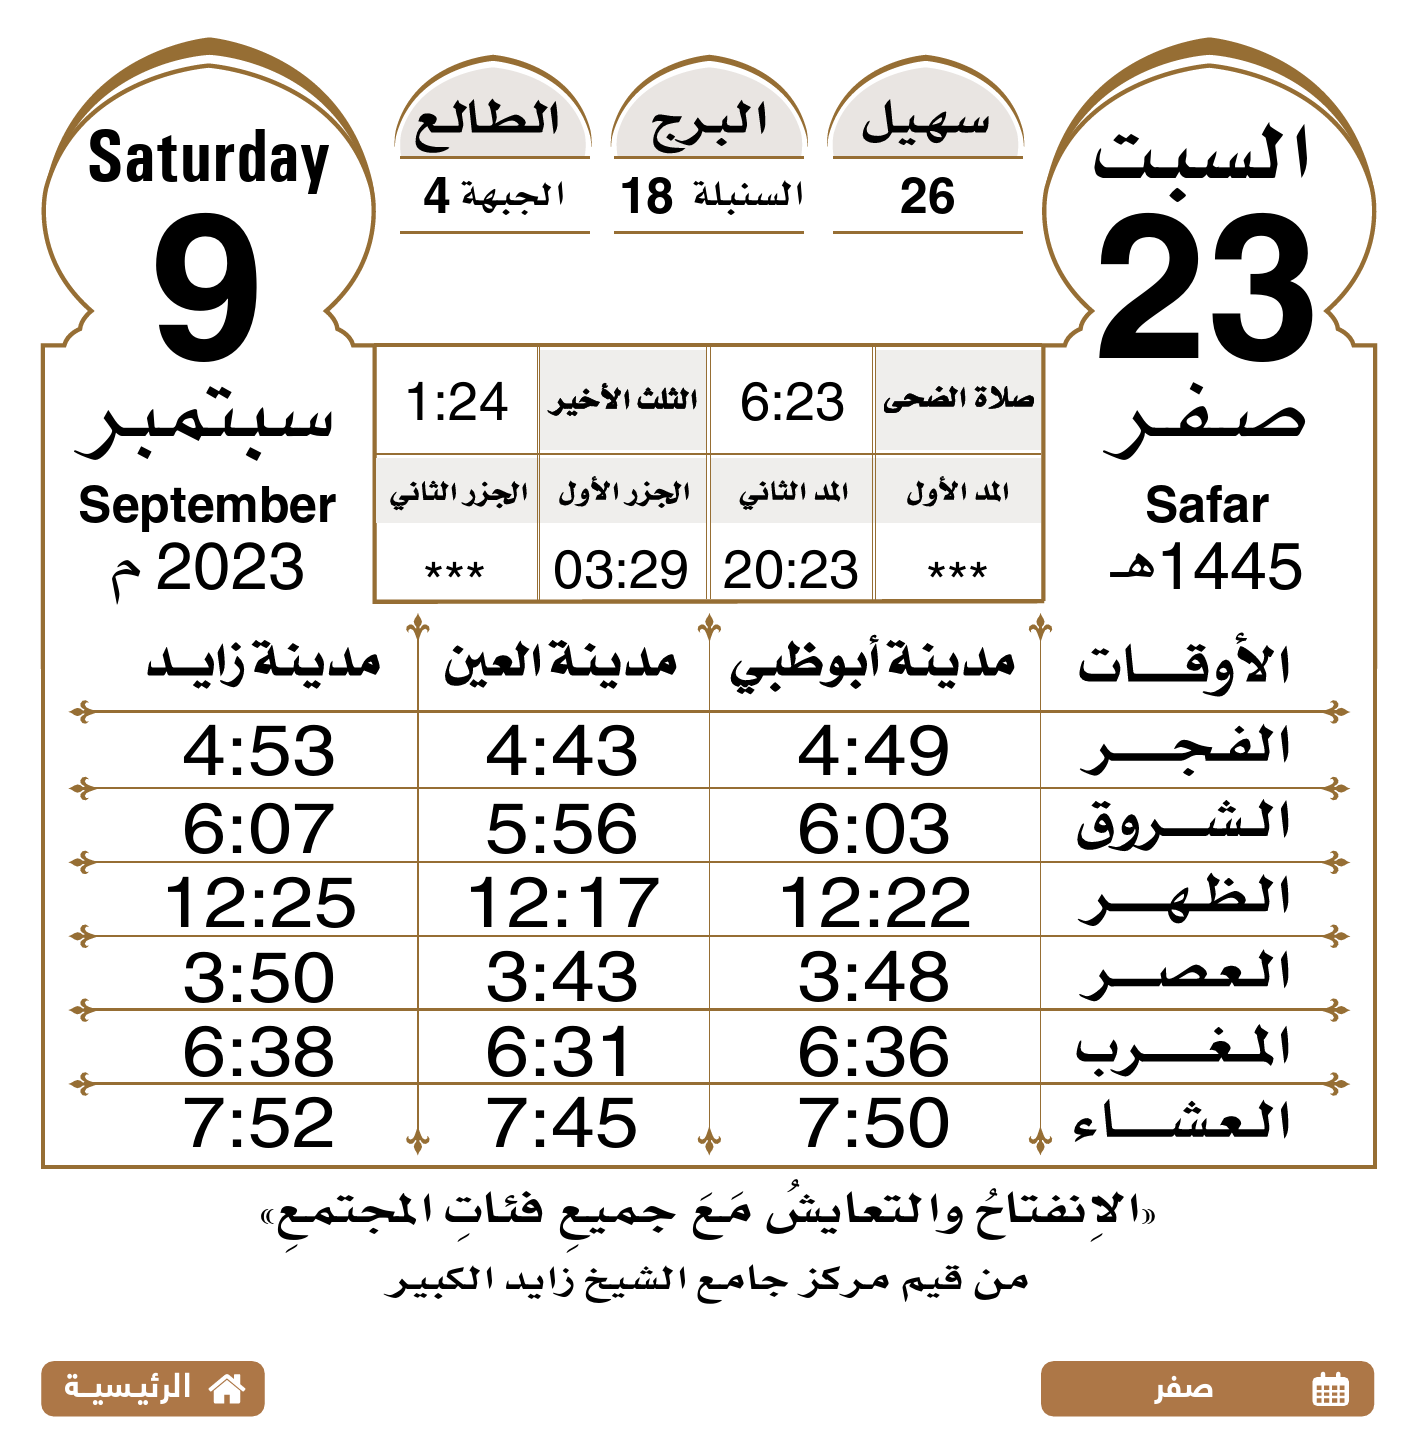 السبت
23
صفر
Safar
1445هـ
سهيل
26
البرج
السنبلة 18
الطالع
الجبهة 4
Saturday
9
سبتمبر
September
2023 م
صلاة الضحى 6:23 الثلث الأخير 1:24
المد الأول المد الثاني الجزر الأول الجزر الثاني
*** 20:23 03:29 ***
الأوقات مدينة أبوظبي مدينة العين مدينة زايد
الفجر 4:49 4:43 4:53
الشروق 6:03 5:56 6:07
الظهر 12:22 12:17 12:25
العصر 3:48 3:43 3:50
المغرب 6:36 6:31 6:38
العشاء 7:50 7:45 7:52
«الاِنفتاحُ والتعايشُ مَعَ جميعِ فئاتِ المجتمعِ»
من قيم مركز جامع الشيخ زايد الكبير
صفر
الرئيسية